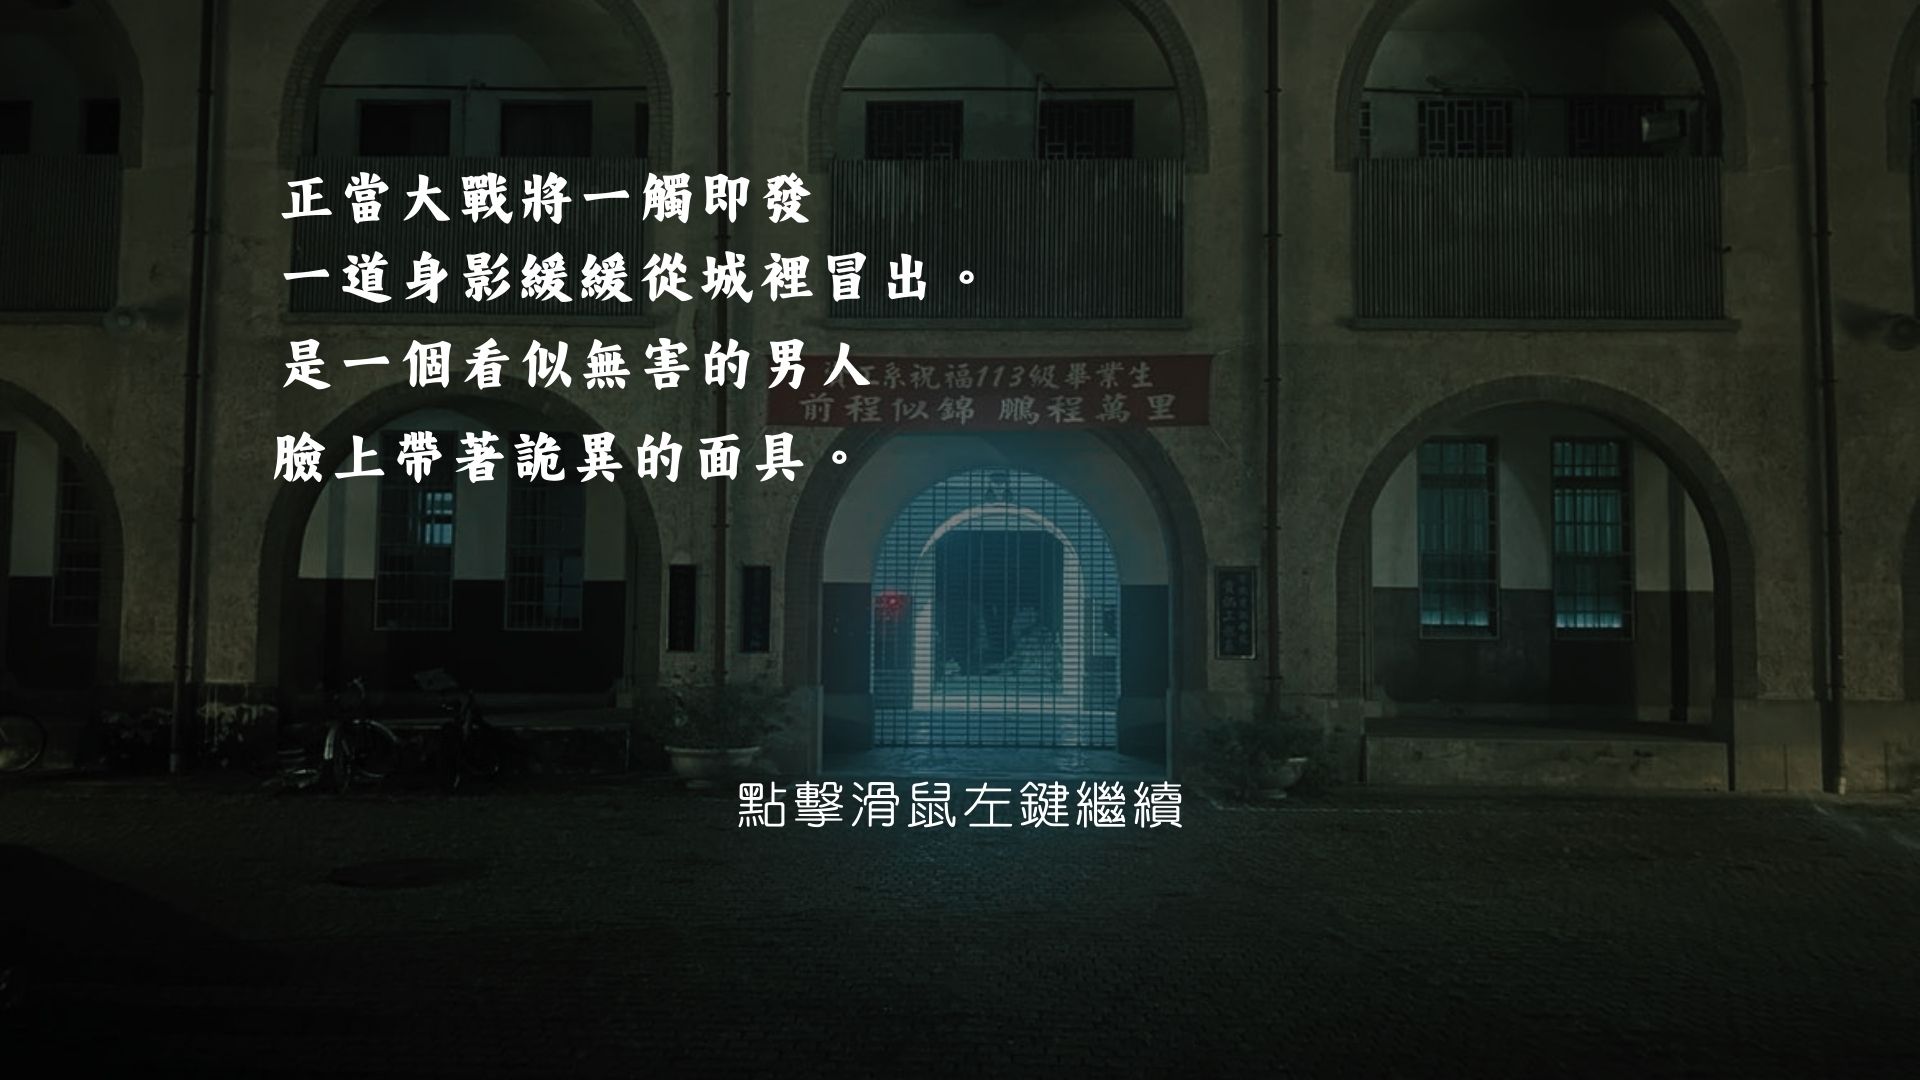 正當大戰將一觸即發
一道身影緩緩從城裡冒出。
是一個看似無害的男人
臉上帶著詭異的面具。
工系祝福113級畢業生
前程似錦 鵬程萬里
點擊滑鼠左鍵繼續